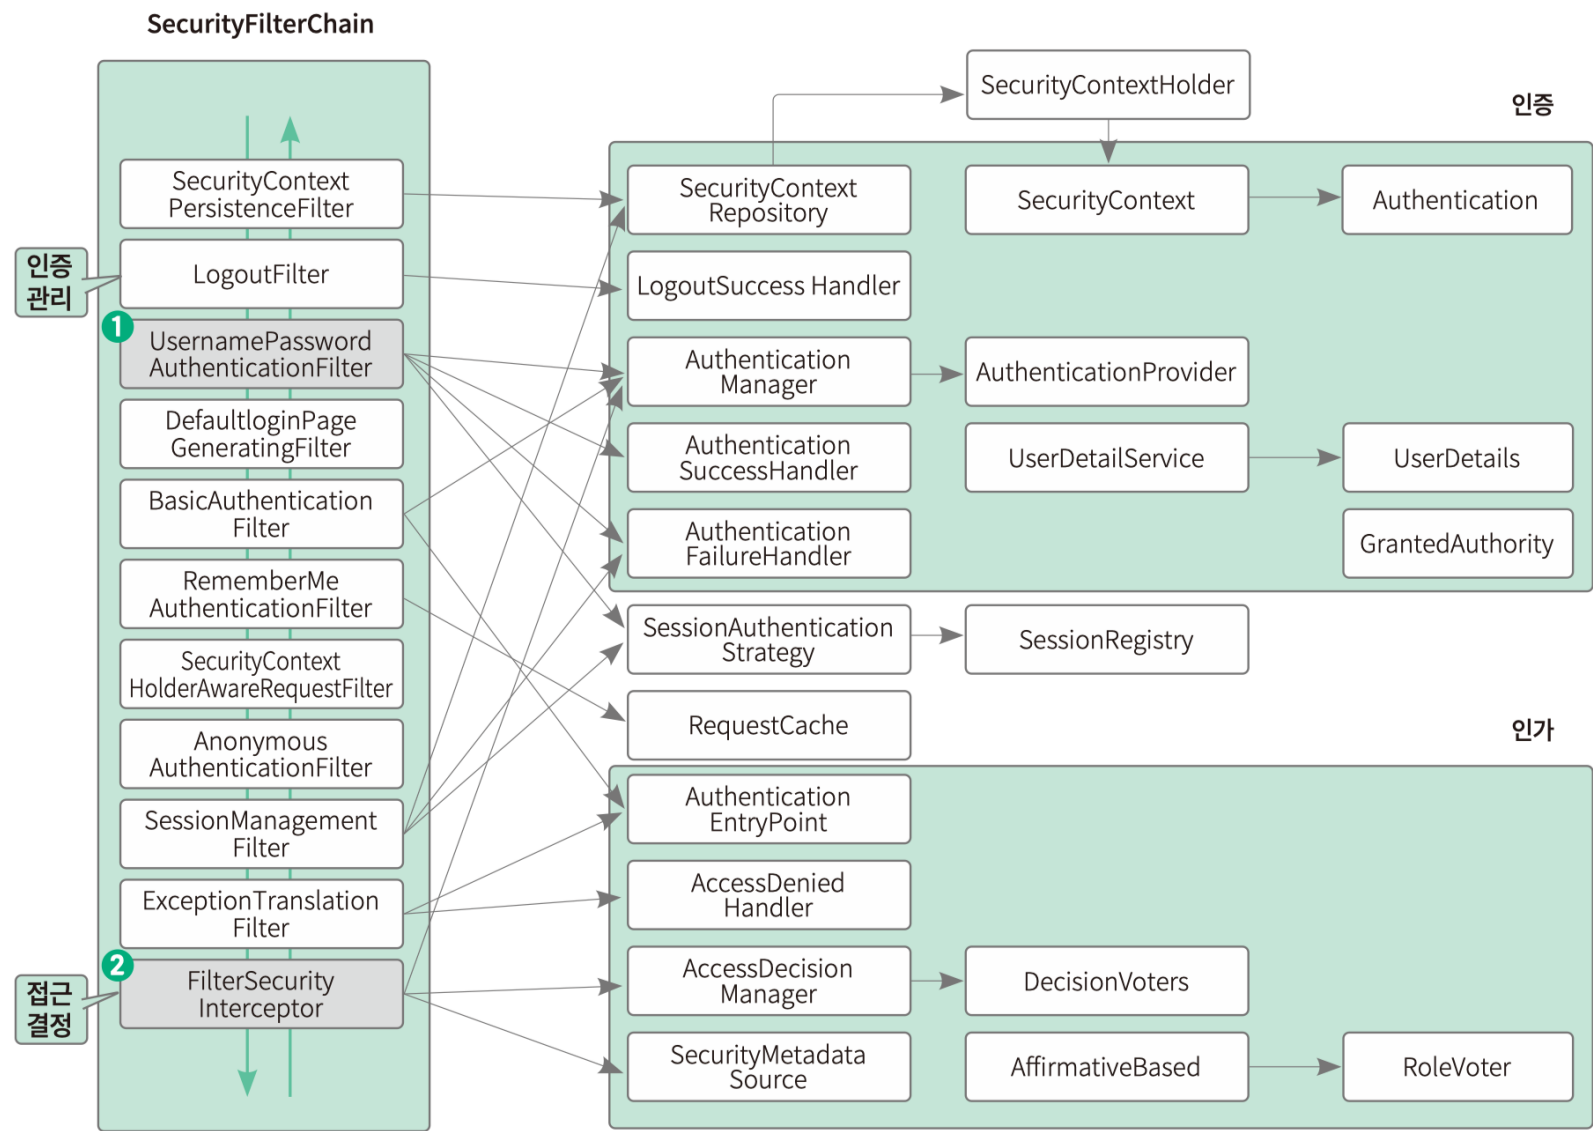 SecurityFilterChain
인증
관리
접근
결정
SecurityContext
PersistenceFilter
LogoutFilter
1
UsernamePassword
AuthenticationFilter
DefaultloginPage
GeneratingFilter
BasicAuthentication
Filter
RememberMe
AuthenticationFilter
SecurityContext
HolderAwareRequestFilter
Anonymous
AuthenticationFilter
SessionManagement
Filter
ExceptionTranslation
Filter
2
FilterSecurity
Interceptor
SecurityContextHolder
인증
SecurityContext
Repository
SecurityContext
Authentication
LogoutSuccess Handler
Authentication
Manager
AuthenticationProvider
Authentication
SuccessHandler
UserDetailService
UserDetails
Authentication
FailureHandler
GrantedAuthority
SessionAuthentication
Strategy
SessionRegistry
RequestCache
인가
Authentication
EntryPoint
AccessDenied
Handler
AccessDecision
Manager
DecisionVoters
SecurityMetadata
Source
AffirmativeBased
RoleVoter